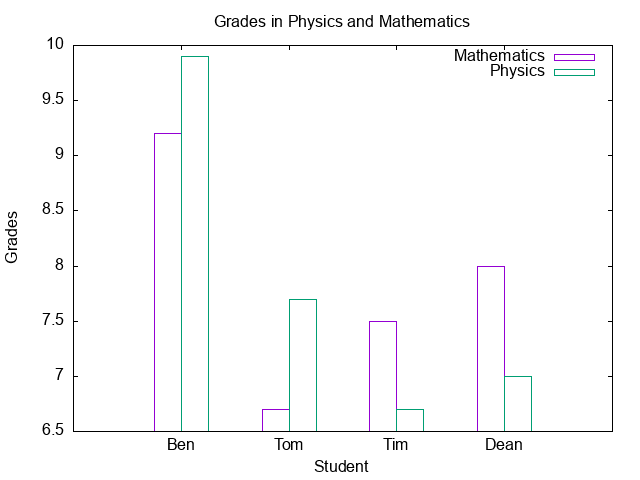 Grades in Physics and Mathematics
Mathematics
Physics
10
9.5
9
8.5
8
7.5
7
6.5
Grades
Ben Tom Tim Dean
Student